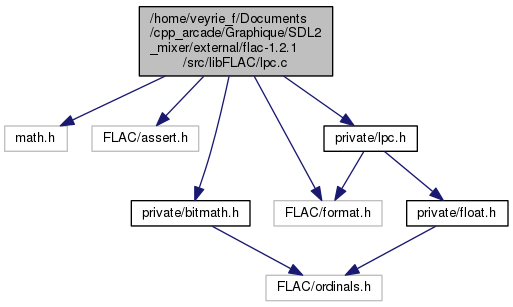 /home/veyrie_f/Documents
/cpp_arcade/Graphique/SDL2
_mixer/external/flac-1.2.1
/src/libFLAC/lpc.c
math.h
FLAC/assert.h
private/lpc.h
private/bitmath.h
FLAC/format.h
private/float.h
FLAC/ordinals.h